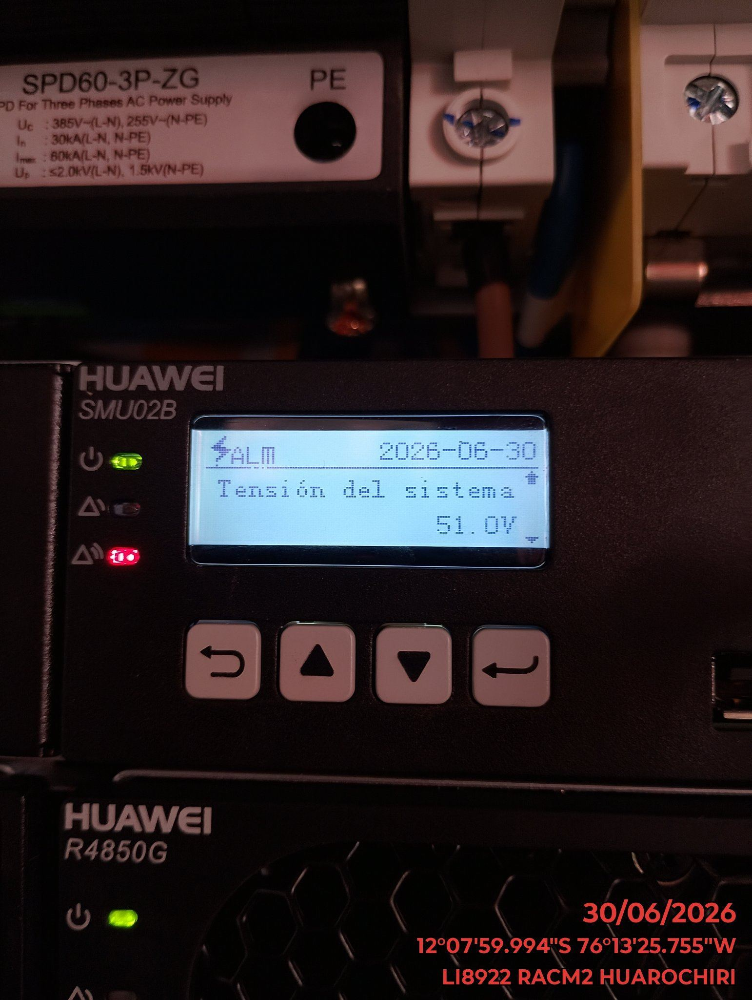 SPD60-3P-ZG
PE
PD For Three Phases AC Power Supply
Uc : 385V~(L-N), 255V~(N-PE)
In : 30kA(L-N, N-PE)
Imax : 60kA(L-N, N-PE)
Up : ≤2.0kV(L-N), 1.5kV(N-PE)
HUAWEI
SMU02B
ALM 2026-06-30
Tensión del sistema
51.0V
HUAWEI
R4850G
30/06/2026
12°07'59.994"S 76°13'25.755"W
LI8922 RACM2 HUAROCHIRI